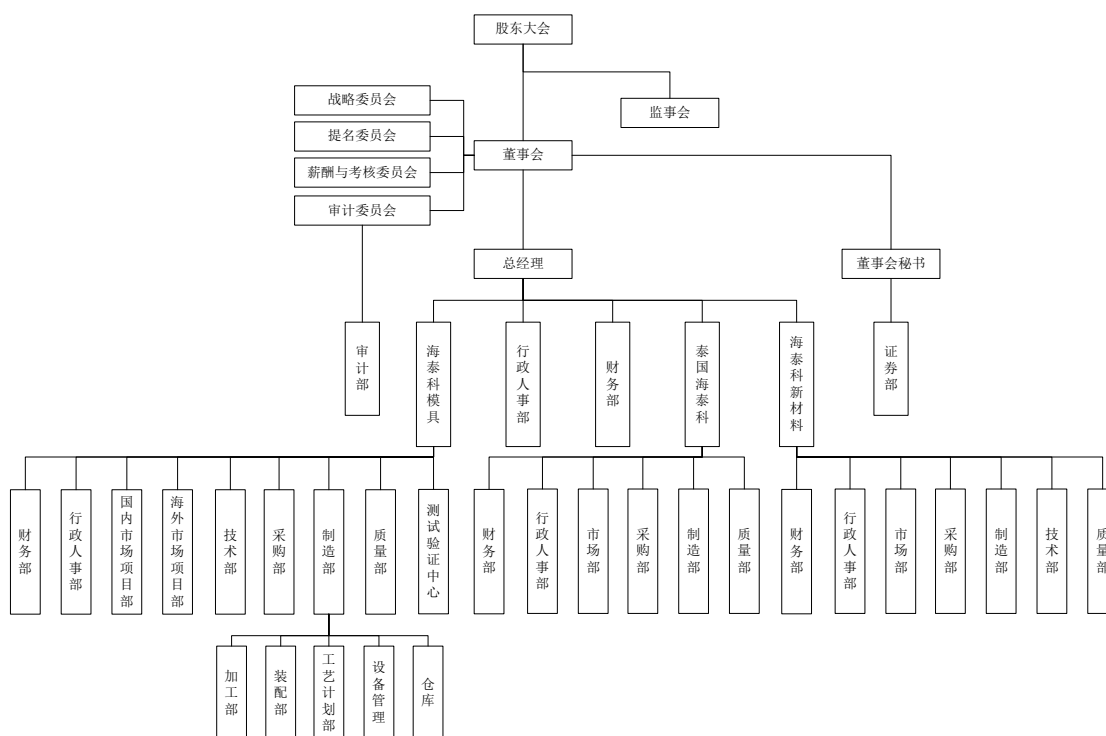 股东大会
战略委员会
监事会
提名委员会
董事会
薪酬与考核委员会
审计委员会
总经理
董事会秘书
审计部
海泰科模具
行政人事部
财务部
泰国海泰科
海泰科新材料
证券部
财务部
行政人事部
国内市场项目部
海外市场项目部
技术部
采购部
制造部
质量部
测试验证中心
财务部
行政人事部
市场部
采购部
制造部
质量部
财务部
行政人事部
市场部
采购部
制造部
技术部
质量部
加工部
装配部
工艺计划部
设备管理
仓库